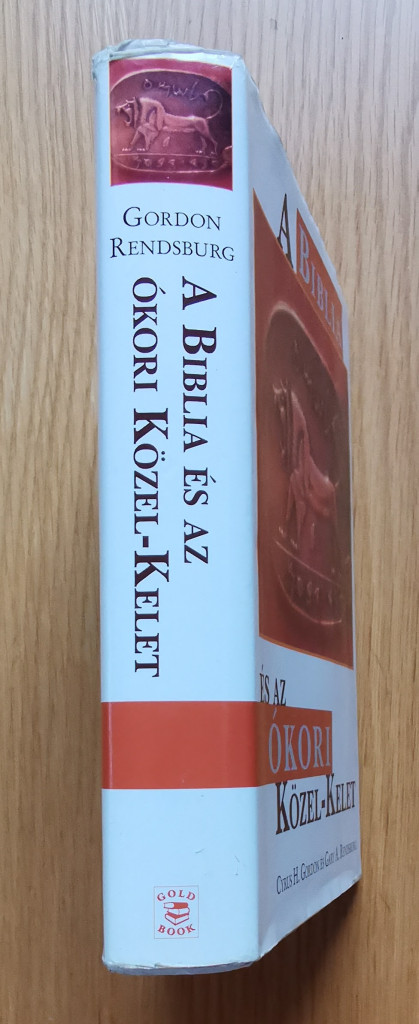 GORDON
RENDSBURG
A BIBLIA ÉS AZ
ÓKORI KÖZEL-KELET
GOLD
BOOK
A BIBLIA
ÉS AZ
ÓKORI
KÖZEL-KELET
CYRUS H. GORDON ÉS GARY A. RENDSBURG